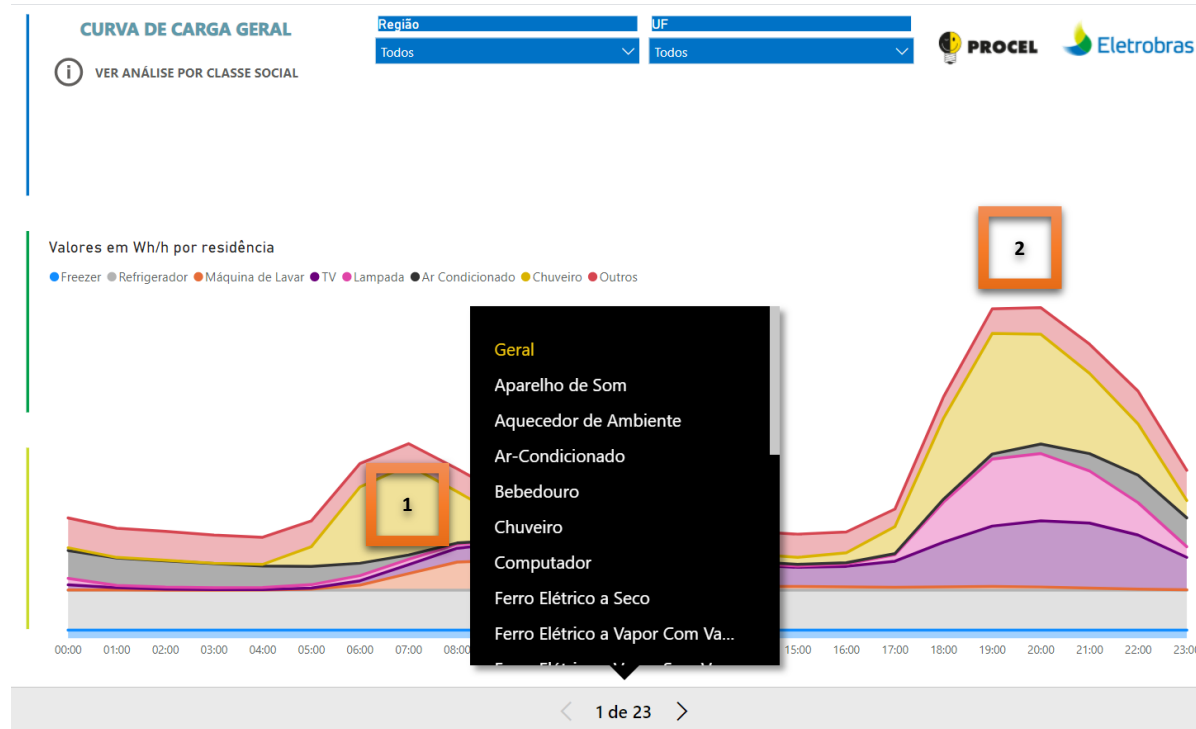 CURVA DE CARGA GERAL
Região
UF
Todos
Todos
PROCEL
Eletrobras
VER ANÁLISE POR CLASSE SOCIAL
Valores em Wh/h por residência
Freezer Refrigerador Máquina de Lavar TV Lampada Ar Condicionado Chuveiro Outros
2
1
Geral
Aparelho de Som
Aquecedor de Ambiente
Ar-Condicionado
Bebedouro
Chuveiro
Computador
Ferro Elétrico a Seco
Ferro Elétrico a Vapor Com Va...
00:00 01:00 02:00 03:00 04:00 05:00 06:00 07:00 08:00 15:00 16:00 17:00 18:00 19:00 20:00 21:00 22:00
1 de 23